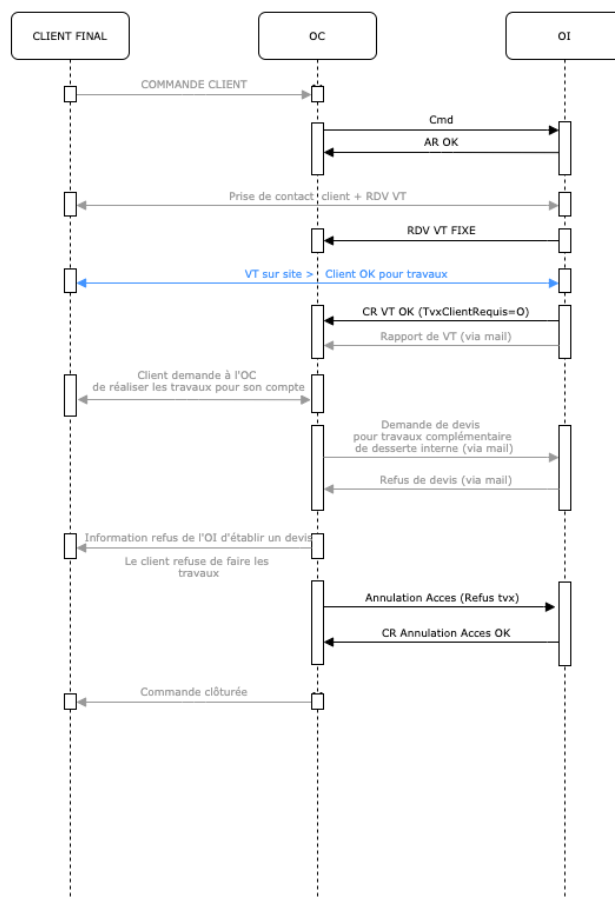 CLIENT FINAL
OC
OI
COMMANDE CLIENT
Cmd
AR OK
Prise de contact client + RDV VT
RDV VT FIXE
VT sur site > Client OK pour travaux
CR VT OK (TvxClientRequis=O)
Rapport de VT (via mail)
Client demande à l'OC
de réaliser les travaux pour son compte
Demande de devis
pour travaux complémentaire
de desserte interne (via mail)
Refus de devis (via mail)
Information refus de l'OI d'établir un devis
Le client refuse de faire les
travaux
Annulation Acces (Refus tvx)
CR Annulation Acces OK
Commande clôturée